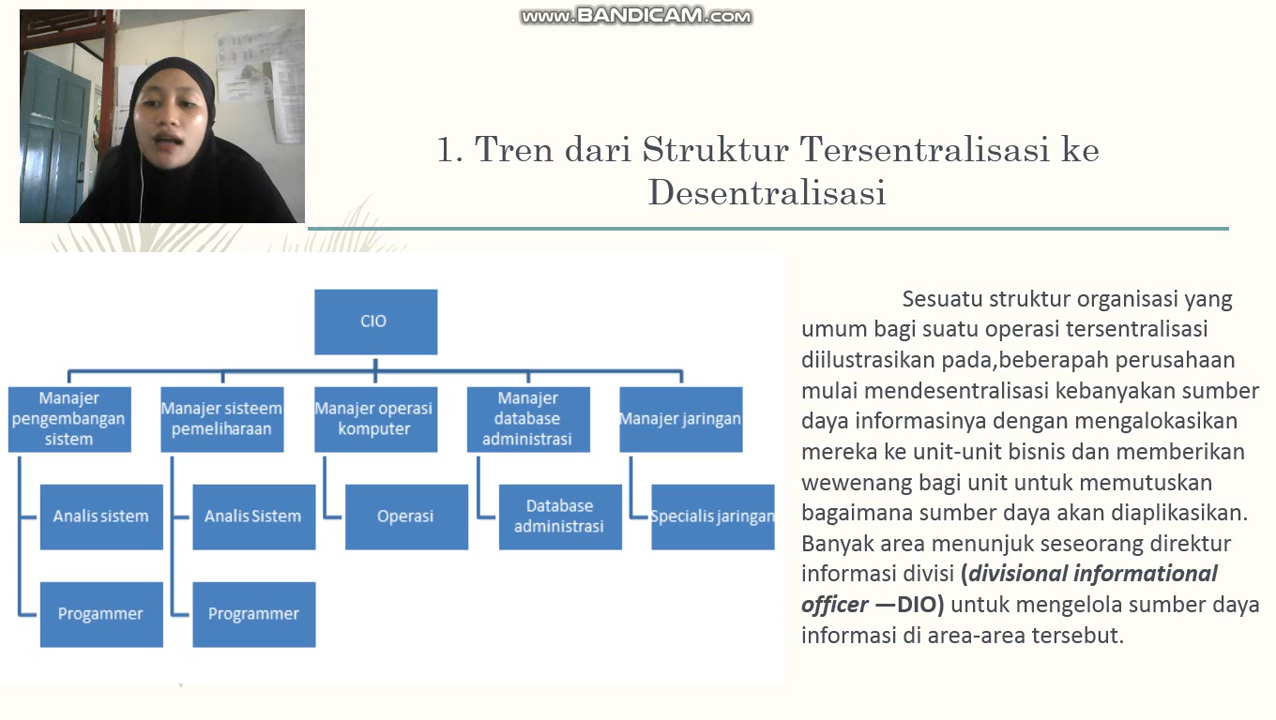 www.BANDICAM.com
1. Tren dari Struktur Tersentralisasi ke
Desentralisasi
CIO
Manajer
pengembangan
sistem
Manajer sisteem
pemeliharaan
Manajer operasi
komputer
Manajer
database
administrasi
Manajer jaringan
Analis sistem
Analis Sistem
Operasi
Database
administrasi
Specialis jaringan
Progammer
Programmer
Sesuatu struktur organisasi yang
umum bagi suatu operasi tersentralisasi
diilustrasikan pada,beberapah perusahaan
mulai mendesentralisasi kebanyakan sumber
daya informasinya dengan mengalokasikan
mereka ke unit-unit bisnis dan memberikan
wewenang bagi unit untuk memutuskan
bagaimana sumber daya akan diaplikasikan.
Banyak area menunjuk seseorang direktur
informasi divisi (divisional informational
officer —DIO) untuk mengelola sumber daya
informasi di area-area tersebut.